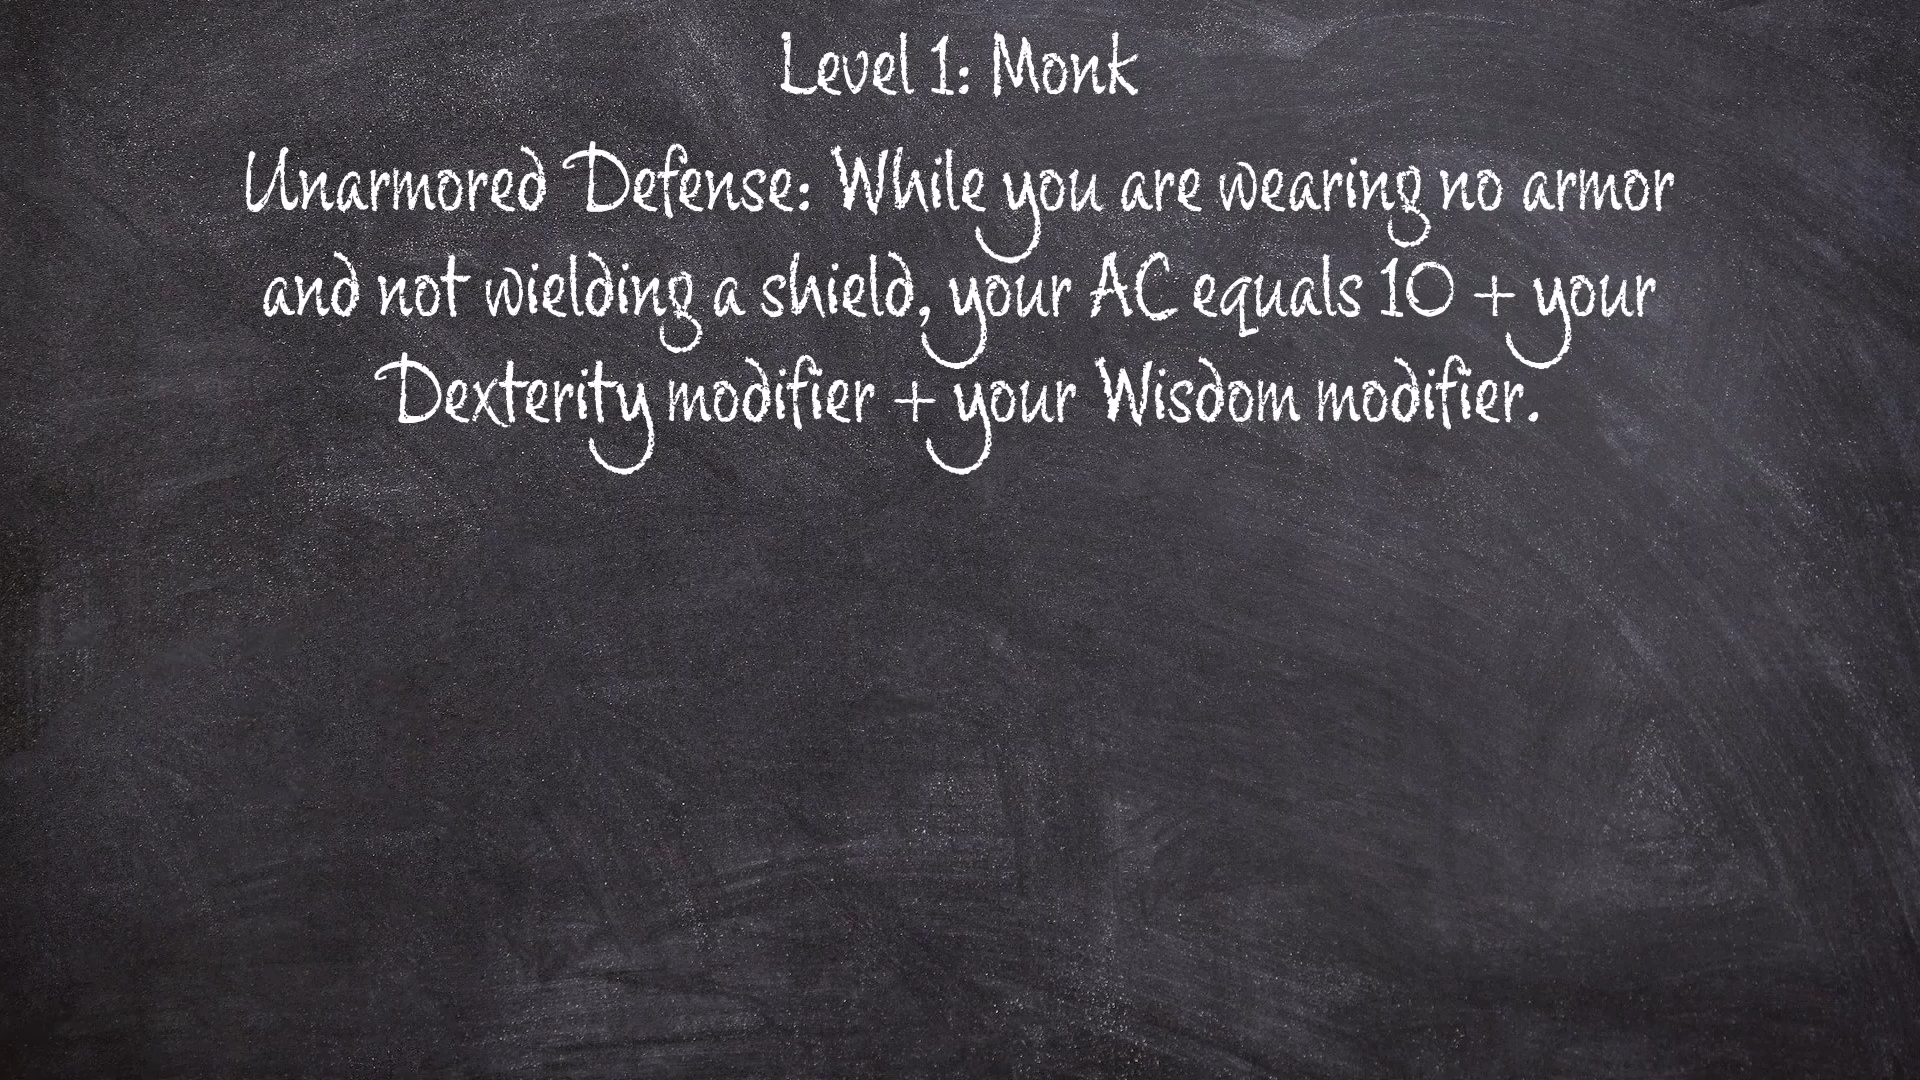 Level 1: Monk
Unarmored Defense: While you are wearing no armor
and not wielding a shield, your AC equals 10 + your
Dexterity modifier + your Wisdom modifier.